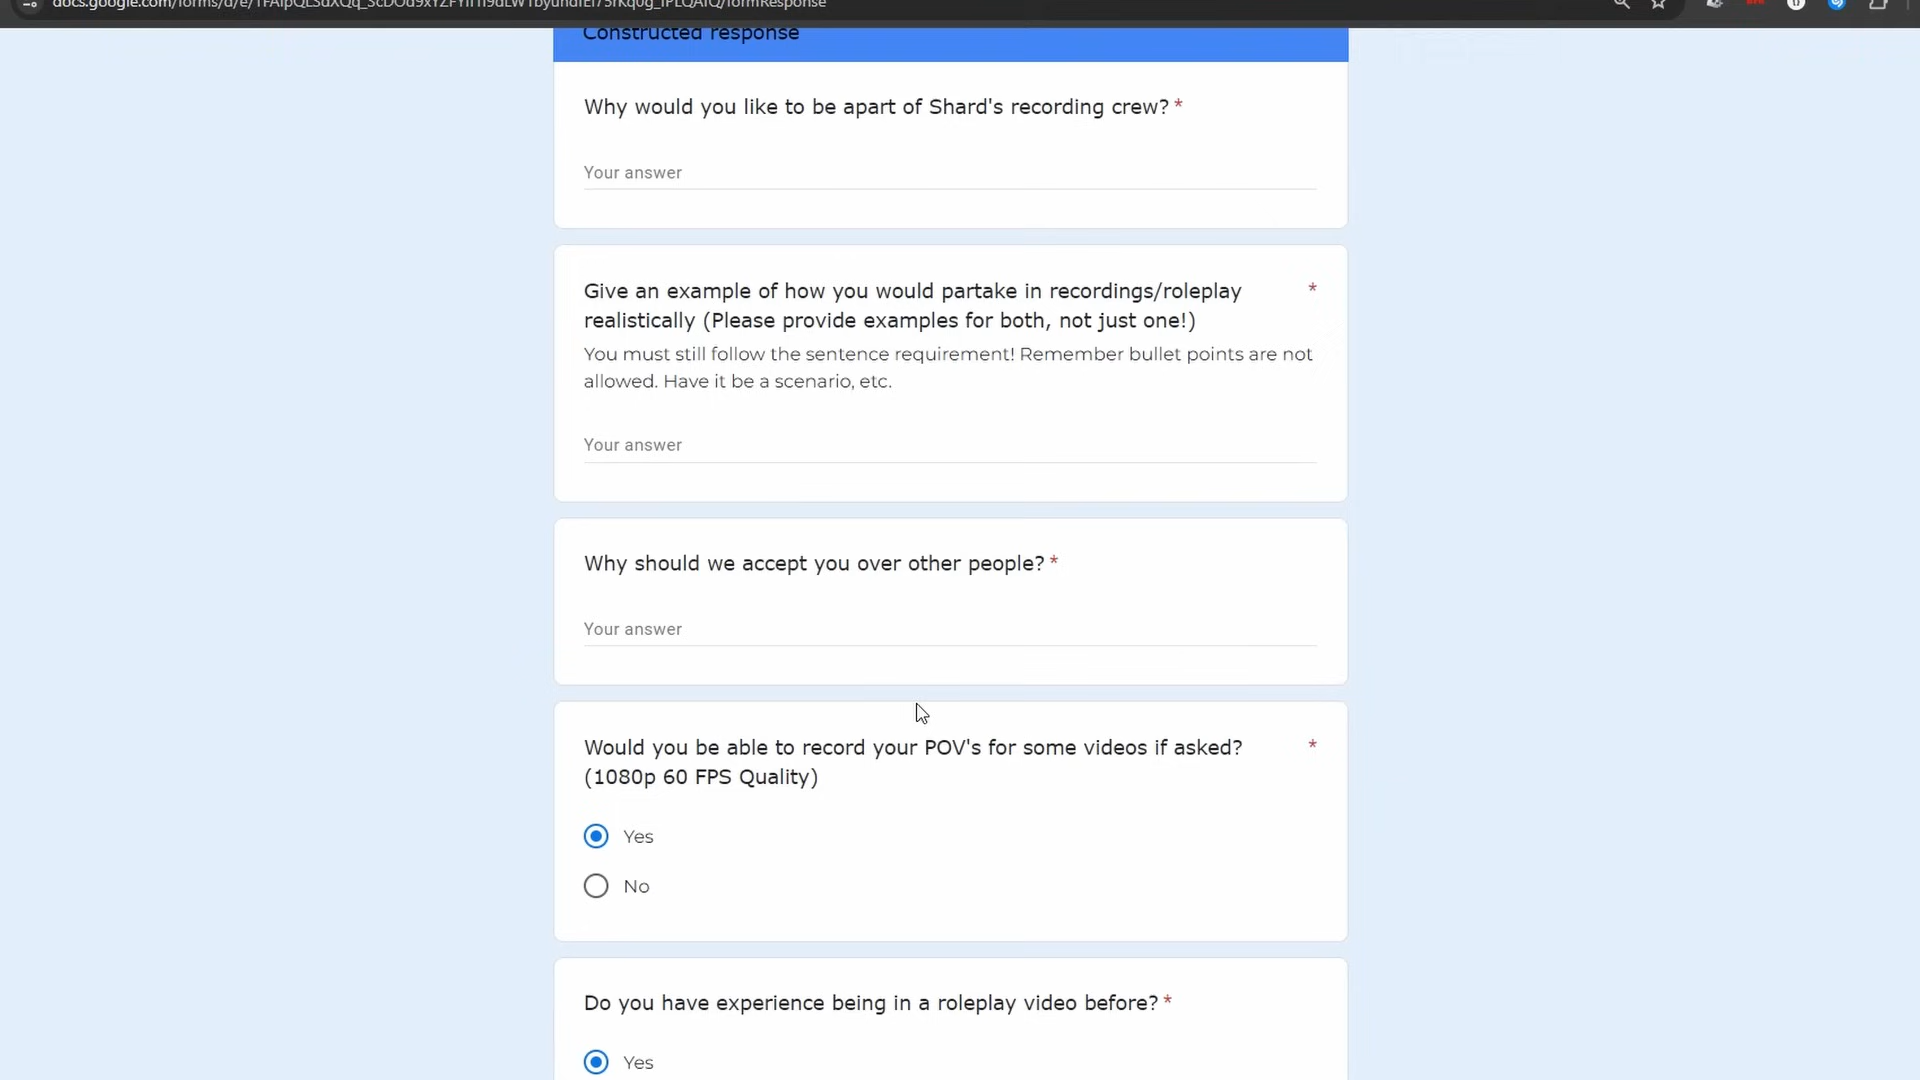 Constructed response
Why would you like to be apart of Shard's recording crew? *
Your answer
Give an example of how you would partake in recordings/roleplay *
realistically (Please provide examples for both, not just one!)
You must still follow the sentence requirement! Remember bullet points are not
allowed. Have it be a scenario, etc.
Your answer
Why should we accept you over other people? *
Your answer
Would you be able to record your POV's for some videos if asked? *
(1080p 60 FPS Quality)
Yes
No
Do you have experience being in a roleplay video before? *
Yes